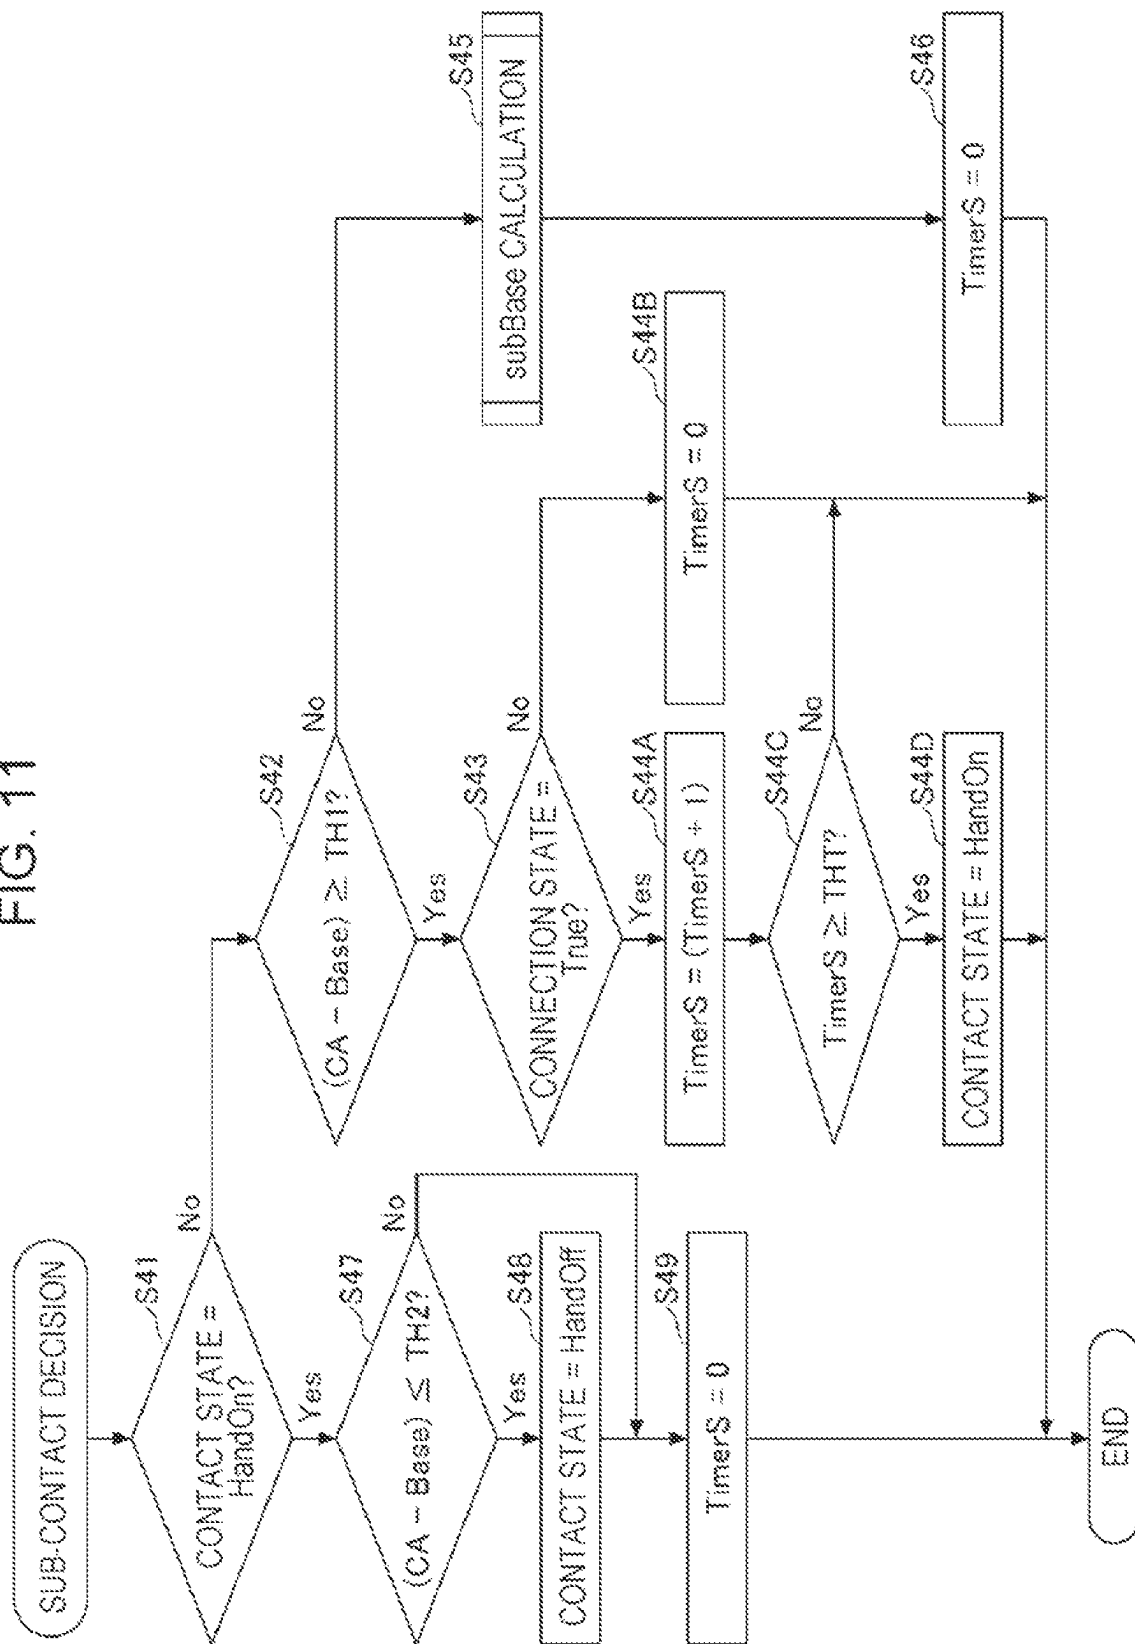 FIG. 11
SUB-CONTACT DECISION
S41
CONTACT STATE =
HandOn?
No
Yes
S47
(CA - Base) ≤ TH2?
No
Yes
S48
CONTACT STATE = HandOff
S49
TimerS = 0
S42
(CA - Base) ≥ TH1?
No
Yes
S43
CONNECTION STATE =
True?
No
Yes
S44A
TimerS = (TimerS + 1)
S44B
TimerS = 0
S44C
TimerS ≥ THT?
No
Yes
S44D
CONTACT STATE = HandOn
S45
subBase CALCULATION
S46
TimerS = 0
END